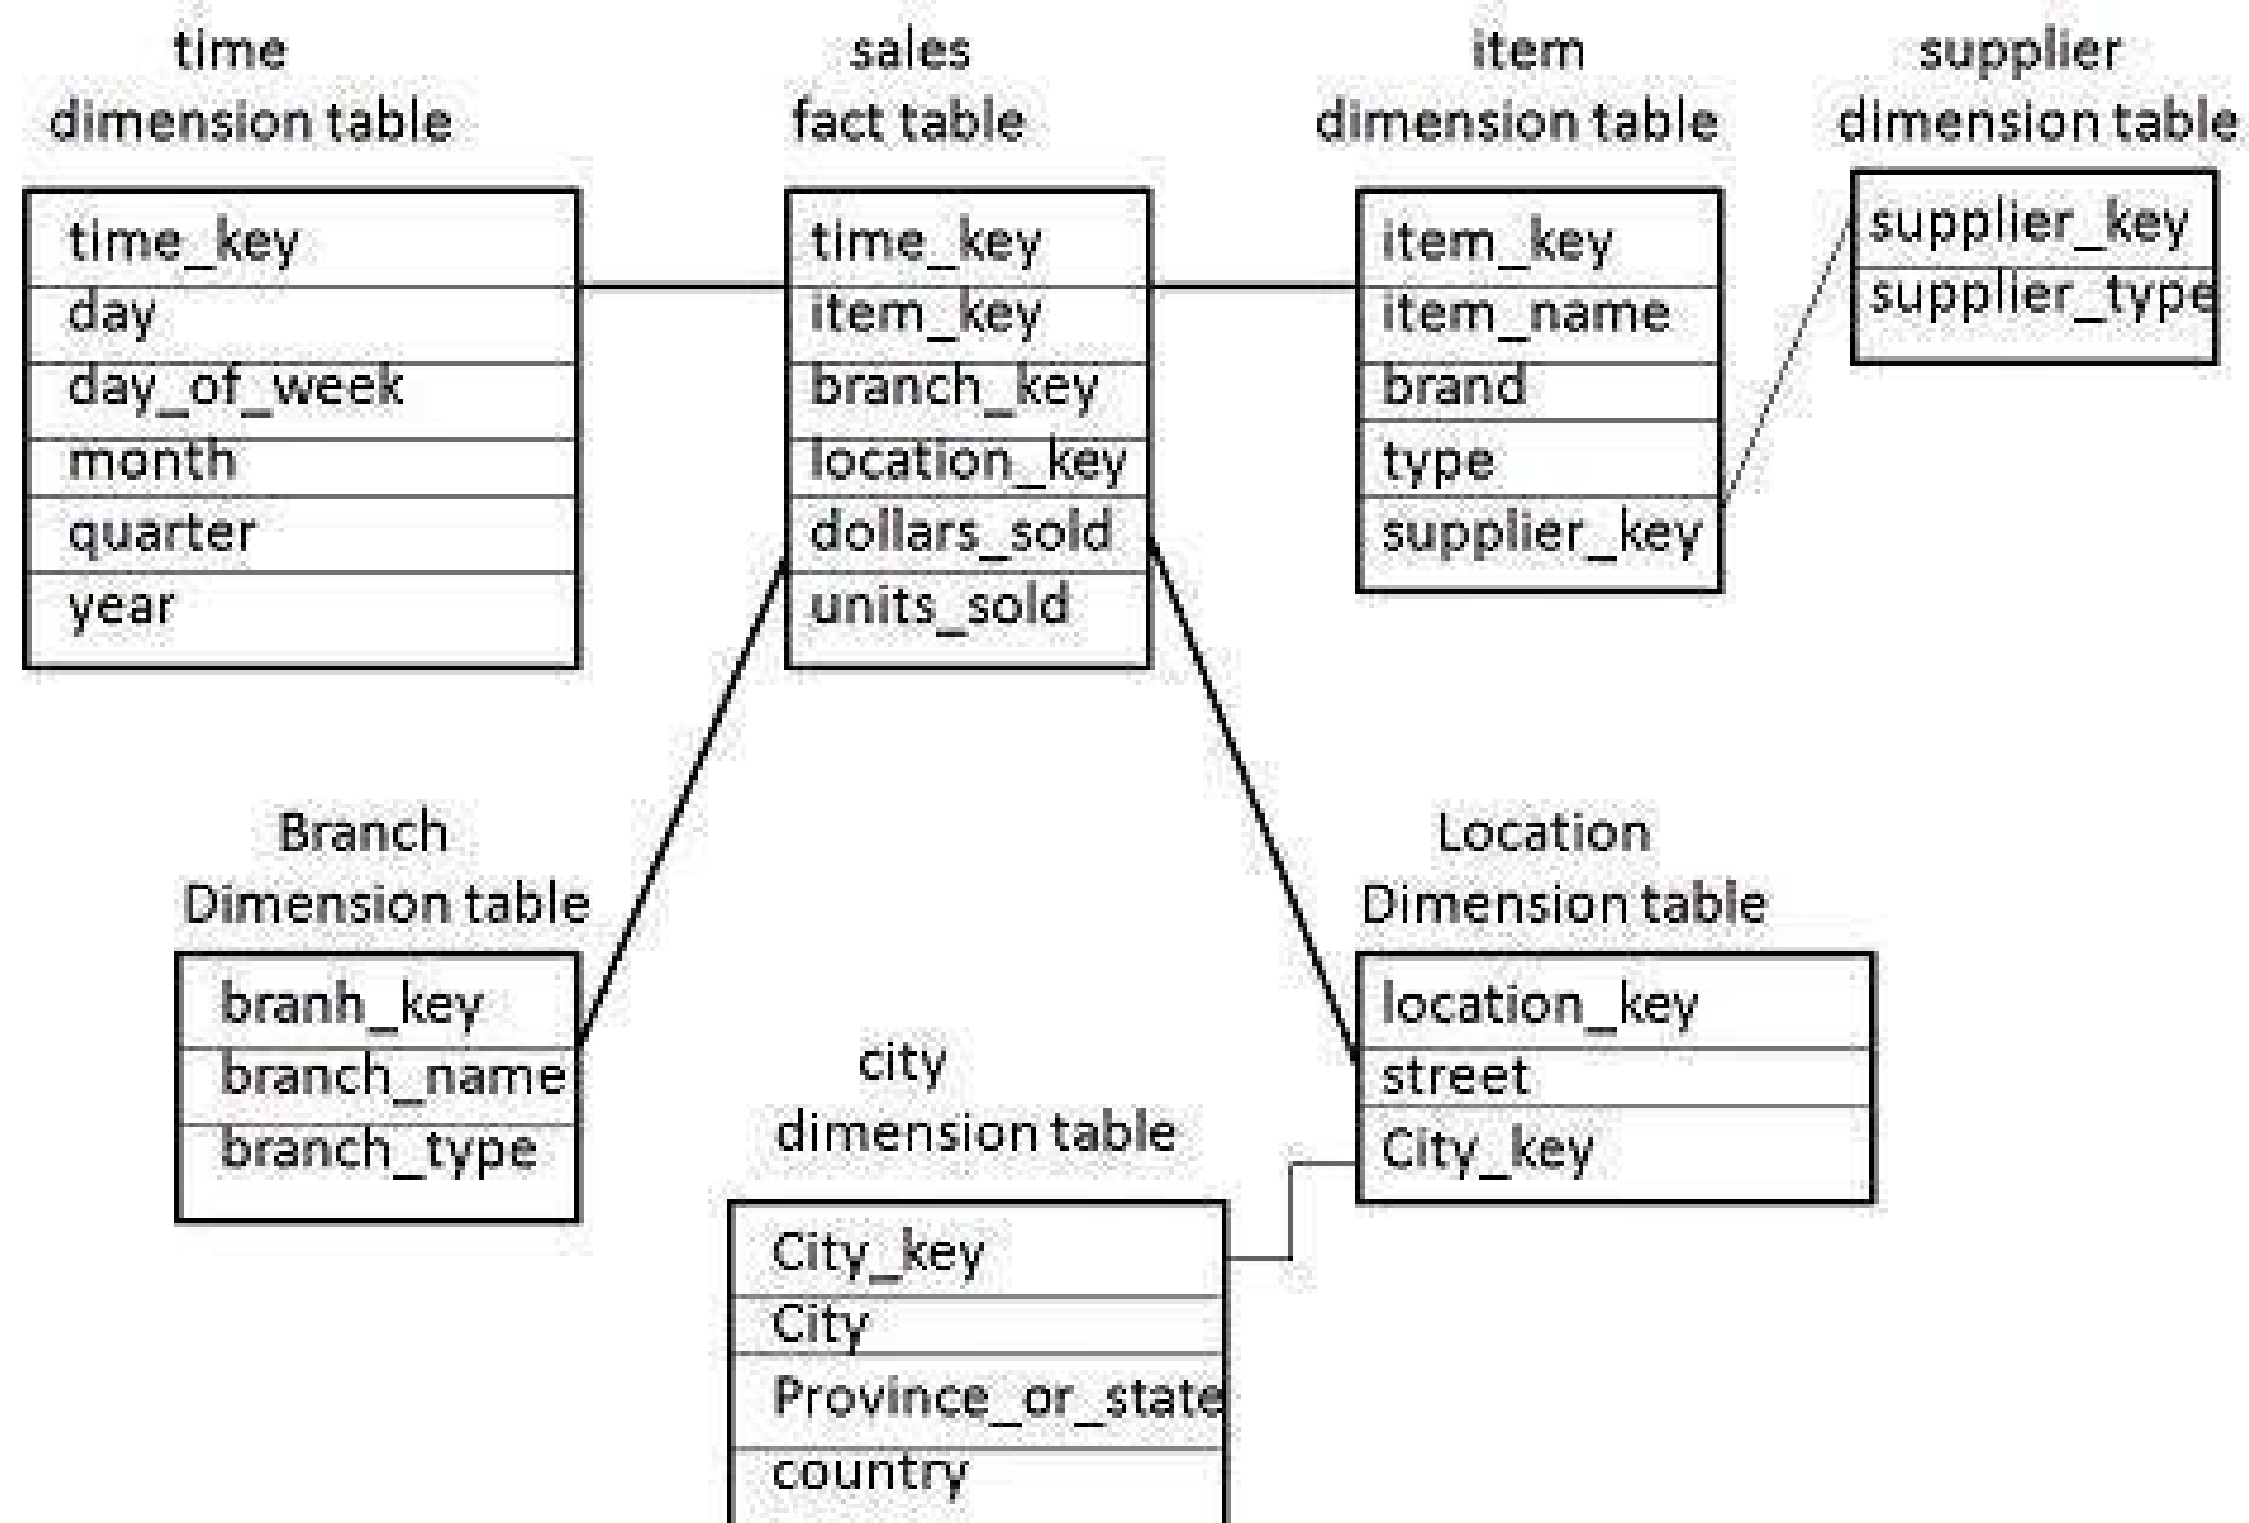 time
dimension table
time_key
day
day_of_week
month
quarter
year
sales
fact table
time_key
item_key
branch_key
location_key
dollars_sold
units_sold
item
dimension table
item_key
item_name
brand
type
supplier_key
supplier
dimension table
supplier_key
supplier_type
Branch
Dimension table
branh_key
branch_name
branch_type
city
dimension table
City_key
City
Province_or_state
country
Location
Dimension table
location_key
street
City_key